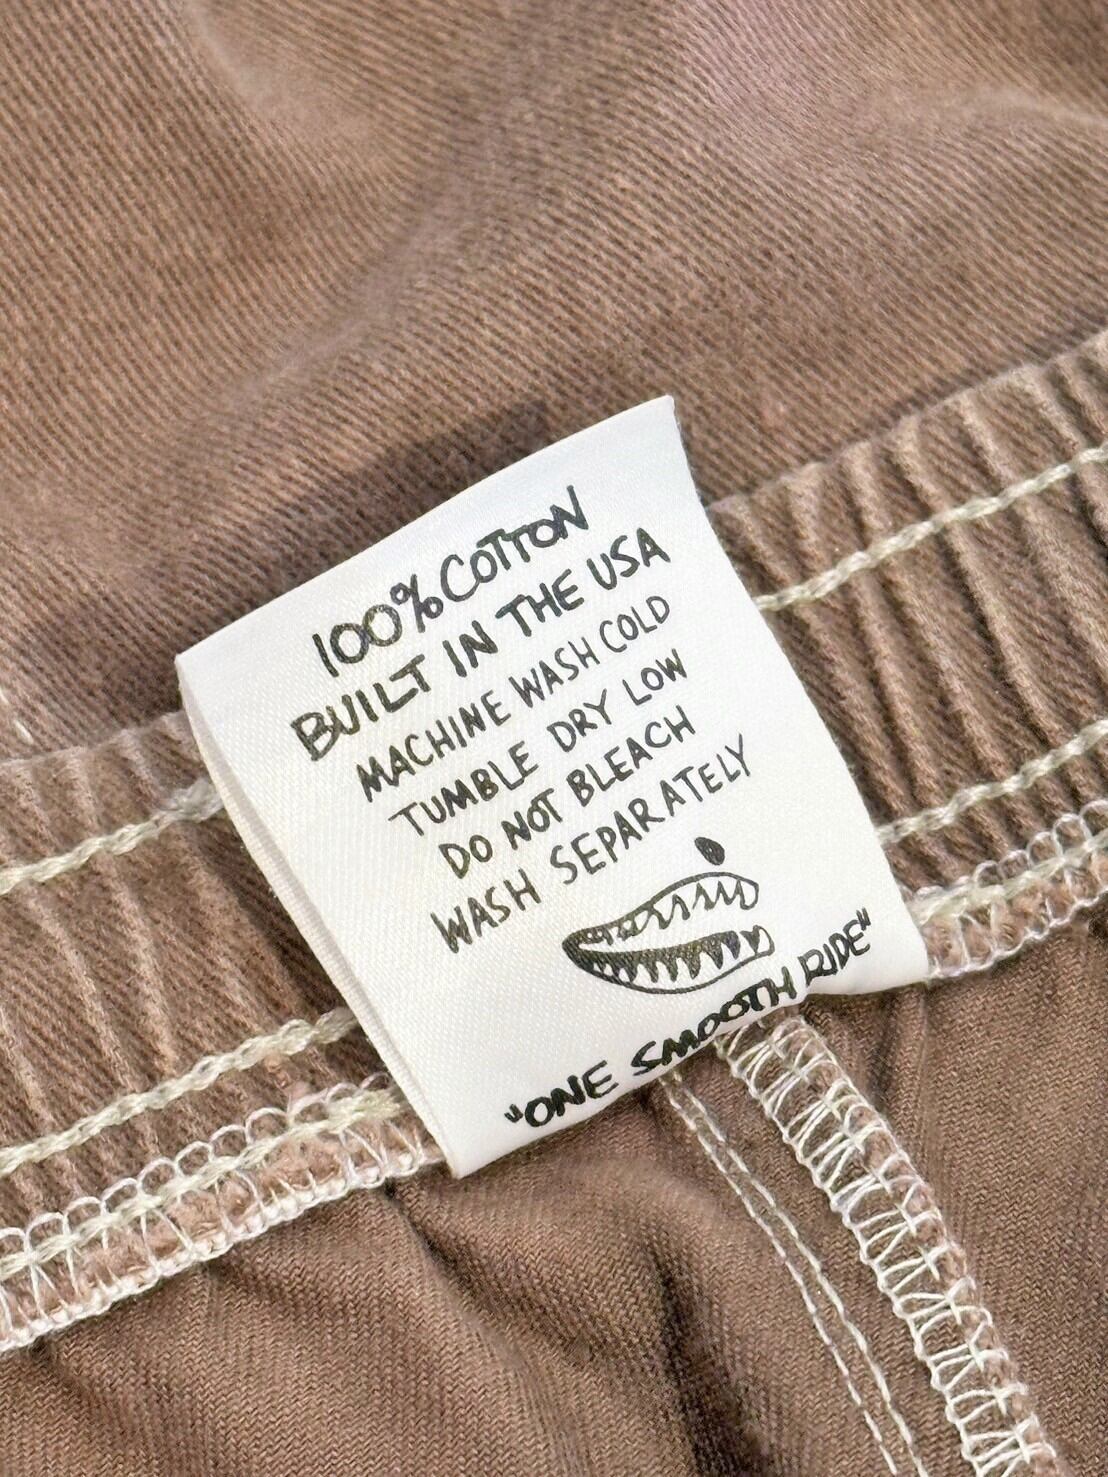 100% COTTON
BUILT IN THE USA
MACHINE WASH COLD
TUMBLE DRY LOW
DO NOT BLEACH
WASH SEPARATELY
"ONE SMOOTH RIDE"